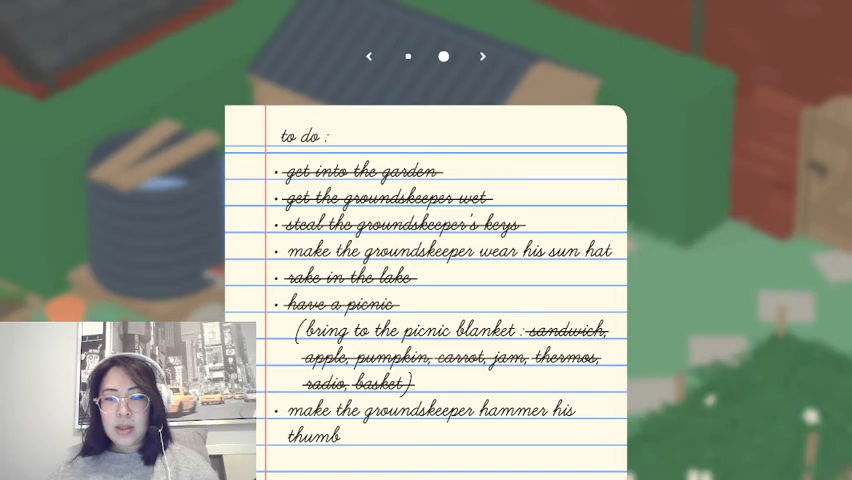 to do :
• get into the garden
• get the groundskeeper wet
• steal the groundskeeper's keys
• make the groundskeeper wear his sun hat
• rake in the lake
• have a picnic
(bring to the picnic blanket : sandwich,
apple, pumpkin, carrot, jam, thermos,
radio, basket)
• make the groundskeeper hammer his
thumb